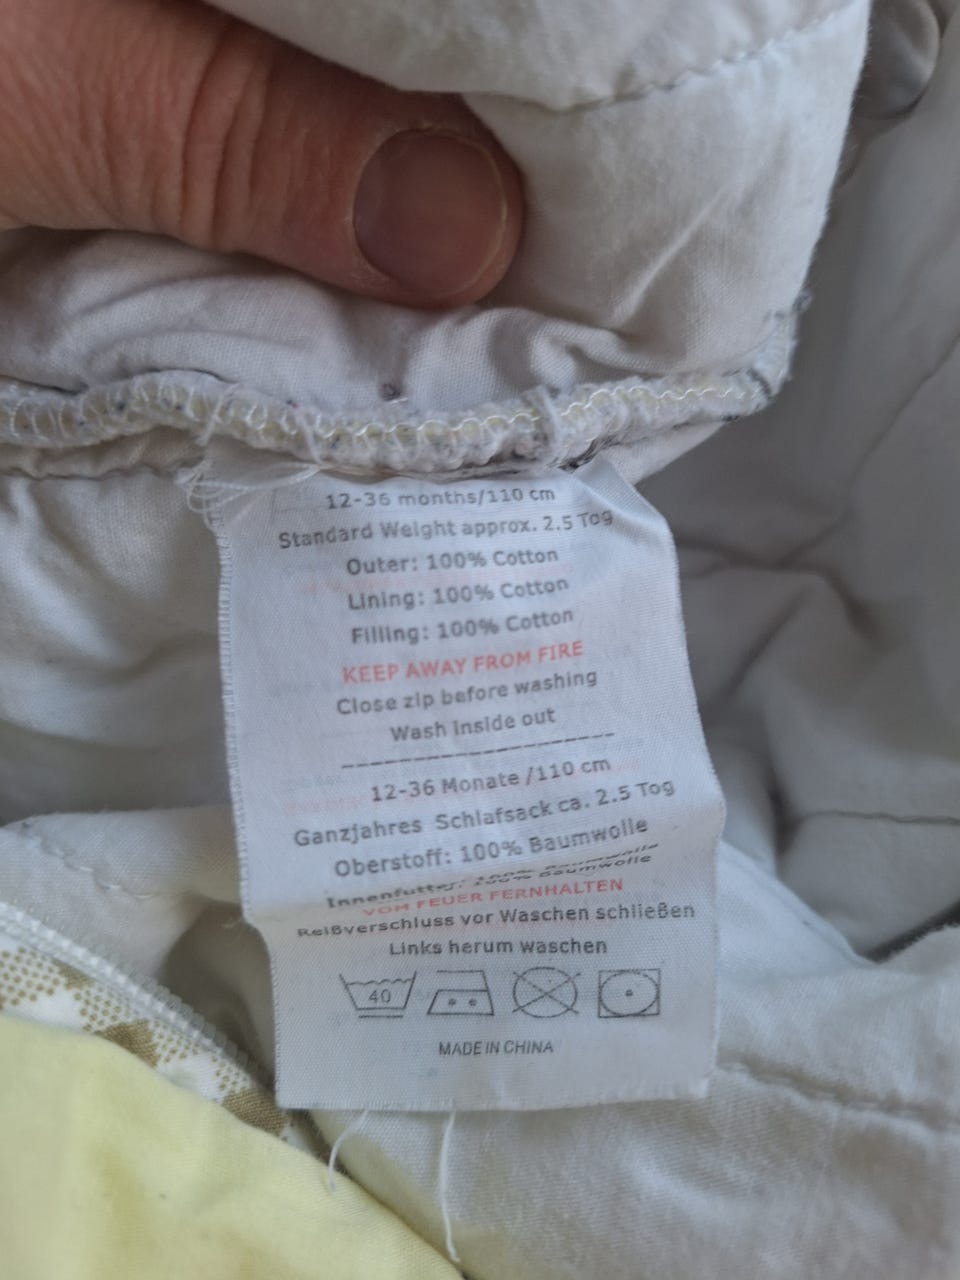 12-36 months/110 cm
Standard Weight approx. 2.5 Tog
Outer: 100% Cotton
Lining: 100% Cotton
Filling: 100% Cotton
KEEP AWAY FROM FIRE
Close zip before washing
Wash inside out
12-36 Monate /110 cm
Ganzjahres Schlafsack ca. 2.5 Tog
Oberstoff: 100% Baumwolle
Innenfutter: 100% Baumwolle
VOM FEUER FERNHALTEN
Reißverschluss vor Waschen schließen
Links herum waschen
40
MADE IN CHINA